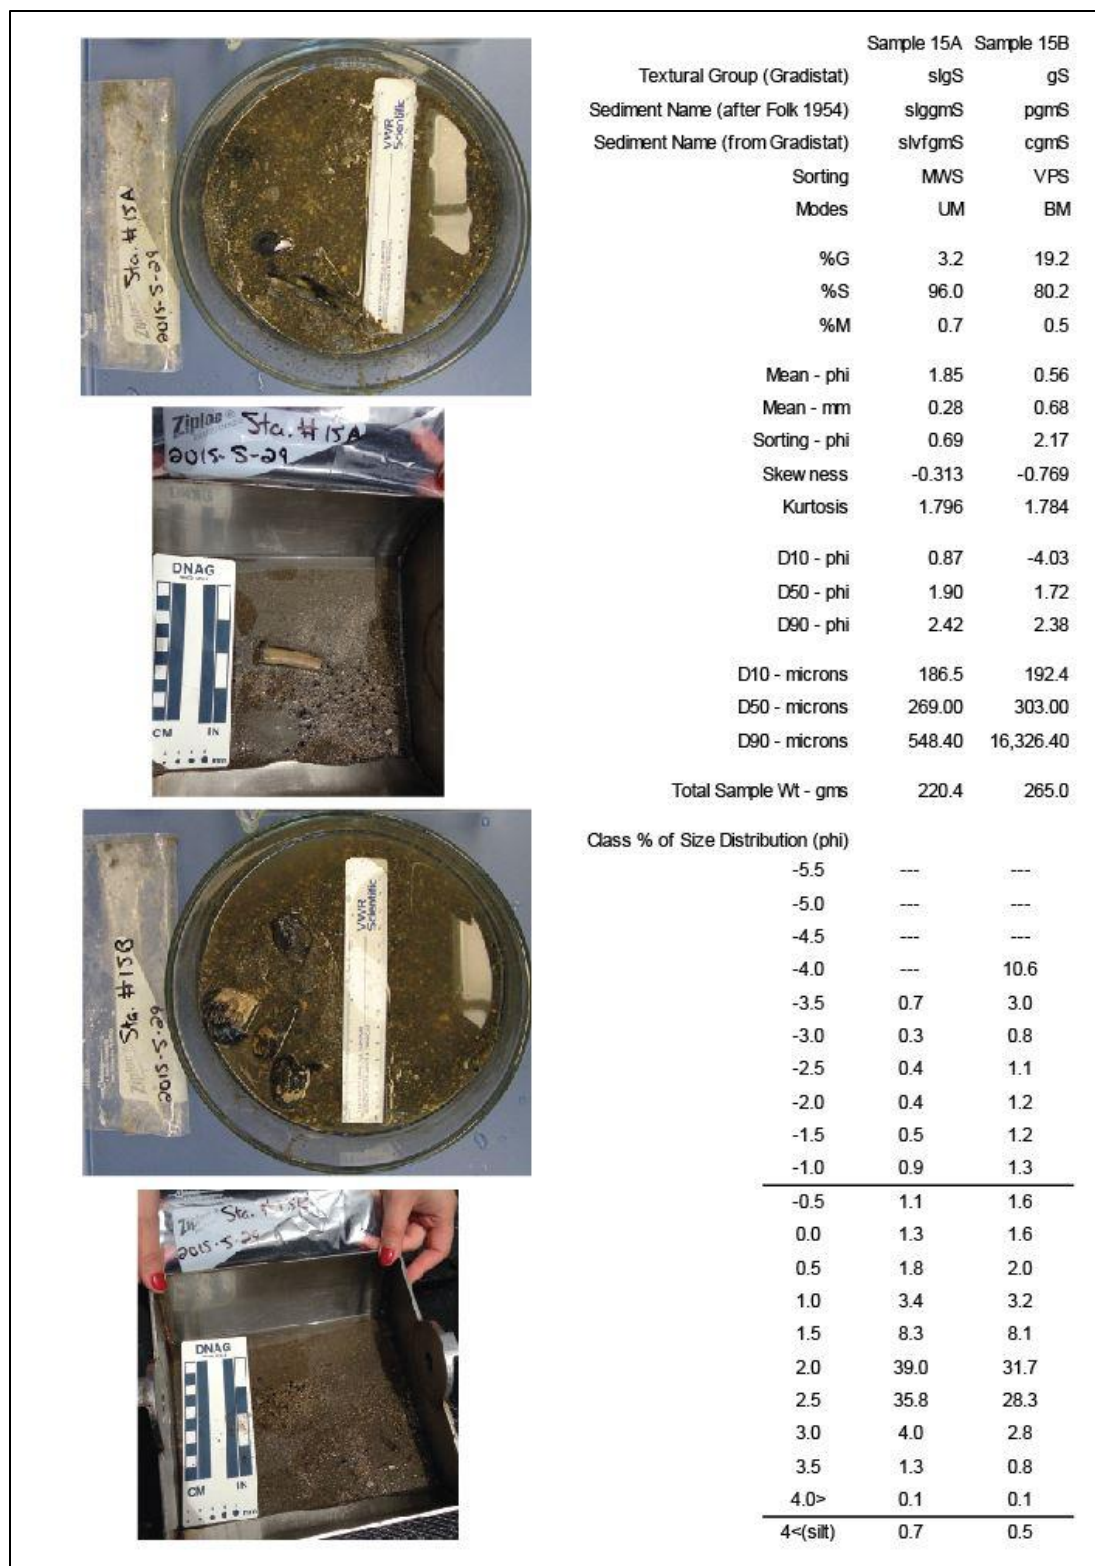 Sta. #15A
2015-5-29
VWR
Scientific
Ziploc® Sta. #15A
2015-5-29
DNAG
CM IN
mm
Sta. #15B
2015-5-29
VWR
Scientific
Sta.
2015-5-29
DNAG
CM IN
mm
Sample 15A Sample 15B
Textural Group (Gradistat) slgS gS
Sediment Name (after Folk 1954) slggmS pgmS
Sediment Name (from Gradistat) slvfgmS cgmS
Sorting MWS VPS
Modes UM BM
%G 3.2 19.2
%S 96.0 80.2
%M 0.7 0.5
Mean - phi 1.85 0.56
Mean - mm 0.28 0.68
Sorting - phi 0.69 2.17
Skewness -0.313 -0.769
Kurtosis 1.796 1.784
D10 - phi 0.87 -4.03
D50 - phi 1.90 1.72
D90 - phi 2.42 2.38
D10 - microns 186.5 192.4
D50 - microns 269.00 303.00
D90 - microns 548.40 16,326.40
Total Sample Wt - gms 220.4 265.0
Class % of Size Distribution (phi)
-5.5 --- ---
-5.0 --- ---
-4.5 --- ---
-4.0 --- 10.6
-3.5 0.7 3.0
-3.0 0.3 0.8
-2.5 0.4 1.1
-2.0 0.4 1.2
-1.5 0.5 1.2
-1.0 0.9 1.3
-0.5 1.1 1.6
0.0 1.3 1.6
0.5 1.8 2.0
1.0 3.4 3.2
1.5 8.3 8.1
2.0 39.0 31.7
2.5 35.8 28.3
3.0 4.0 2.8
3.5 1.3 0.8
4.0> 0.1 0.1
4<(silt) 0.7 0.5